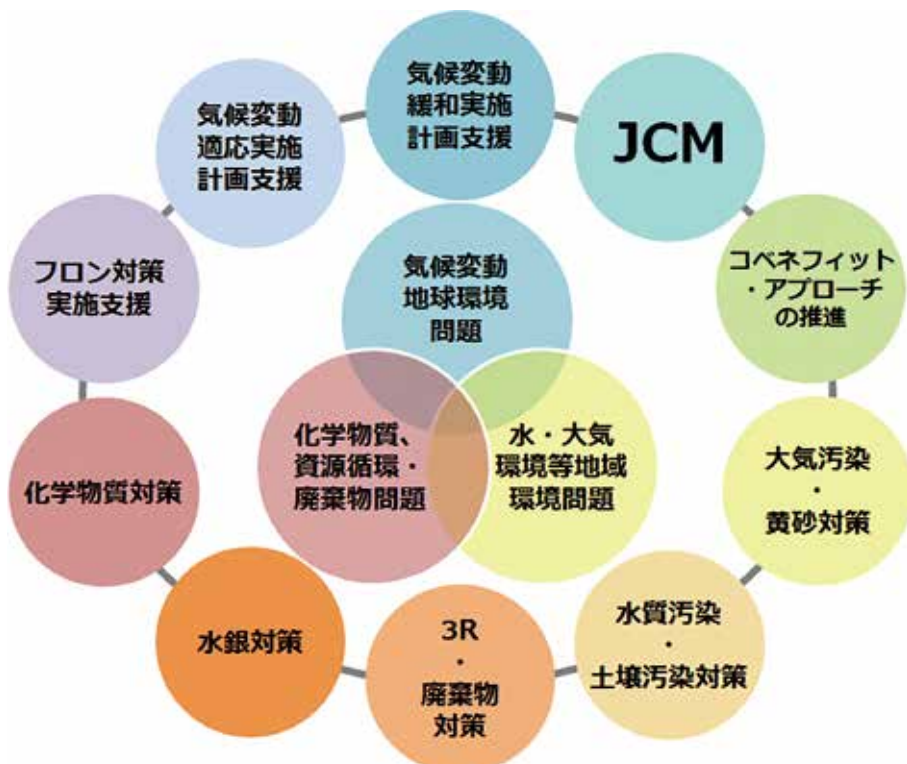 気候変動
緩和実施
計画支援
JCM
コベネフィット
・アプローチ
の推進
大気汚染
・
黄砂対策
水質汚染
・
土壌汚染対策
3R
・
廃棄物
対策
水銀対策
化学物質対策
フロン対策
実施支援
気候変動
適応実施
計画支援
気候変動
地球環境
問題
化学物質、
資源循環・
廃棄物問題
水・大気
環境等地域
環境問題